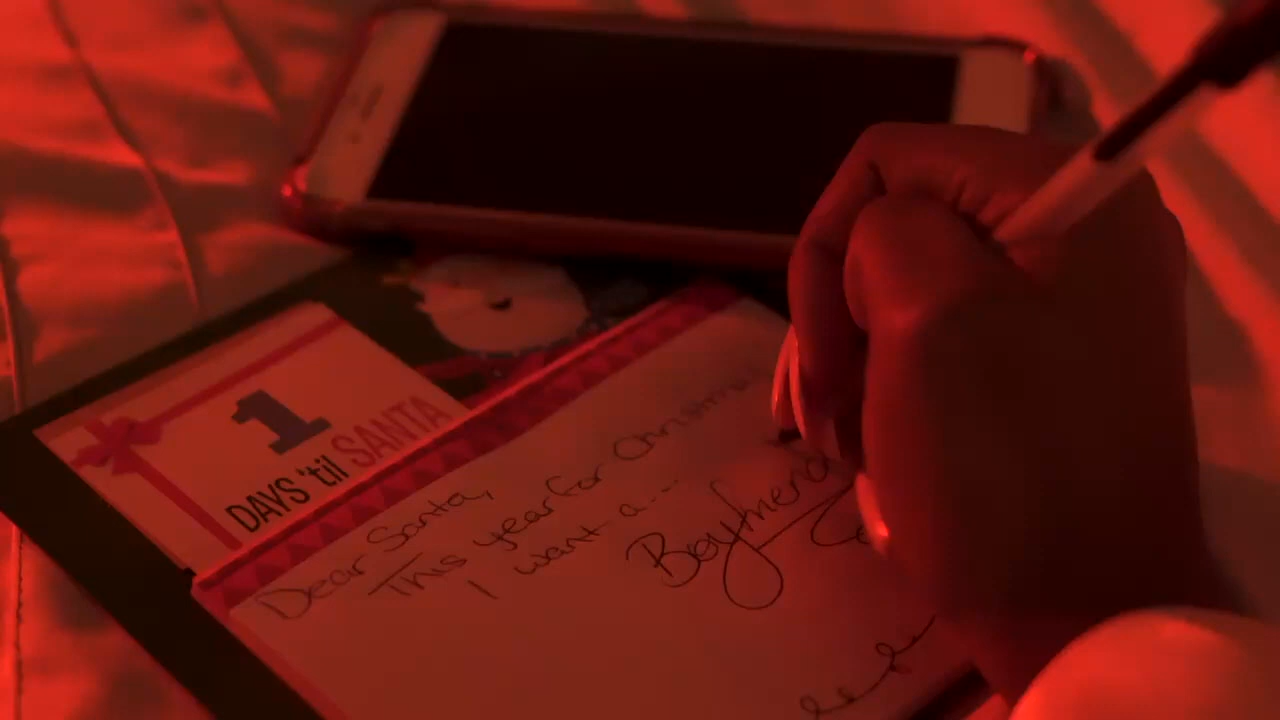 1
DAYS 'til SANTA
Dear Santa,
This year for Christmas
I want a...
Boyfriend